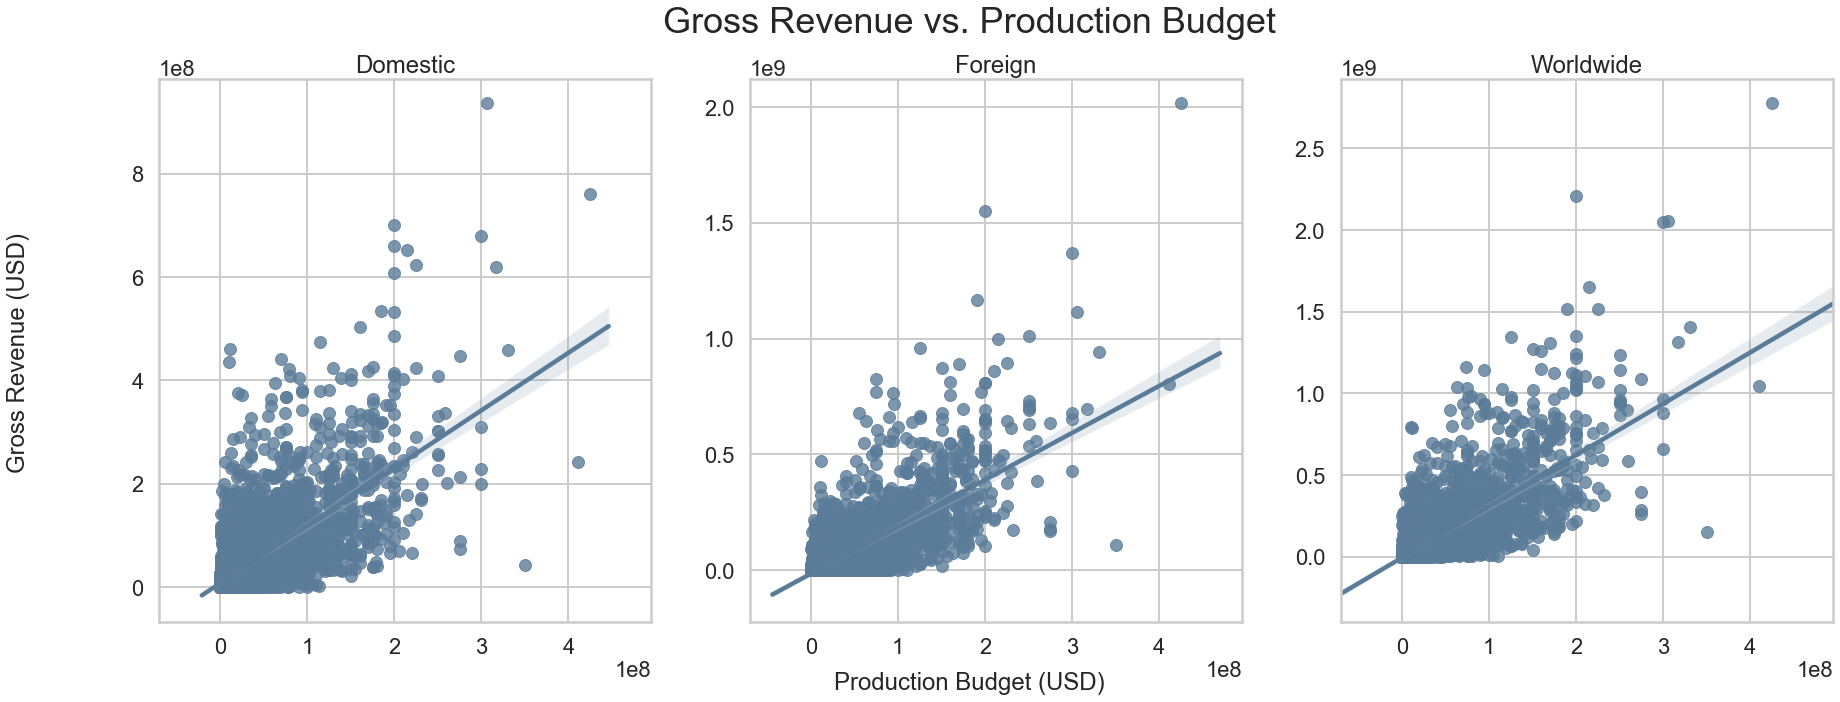 Gross Revenue vs. Production Budget
Domestic
Foreign
Worldwide
1e8
1e9
1e9
Gross Revenue (USD)
8
6
4
2
0
2.0
1.5
1.0
0.5
0.0
2.5
2.0
1.5
1.0
0.5
0.0
0 1 2 3 4
0 1 2 3 4
0 1 2 3 4
1e8
1e8
1e8
Production Budget (USD)